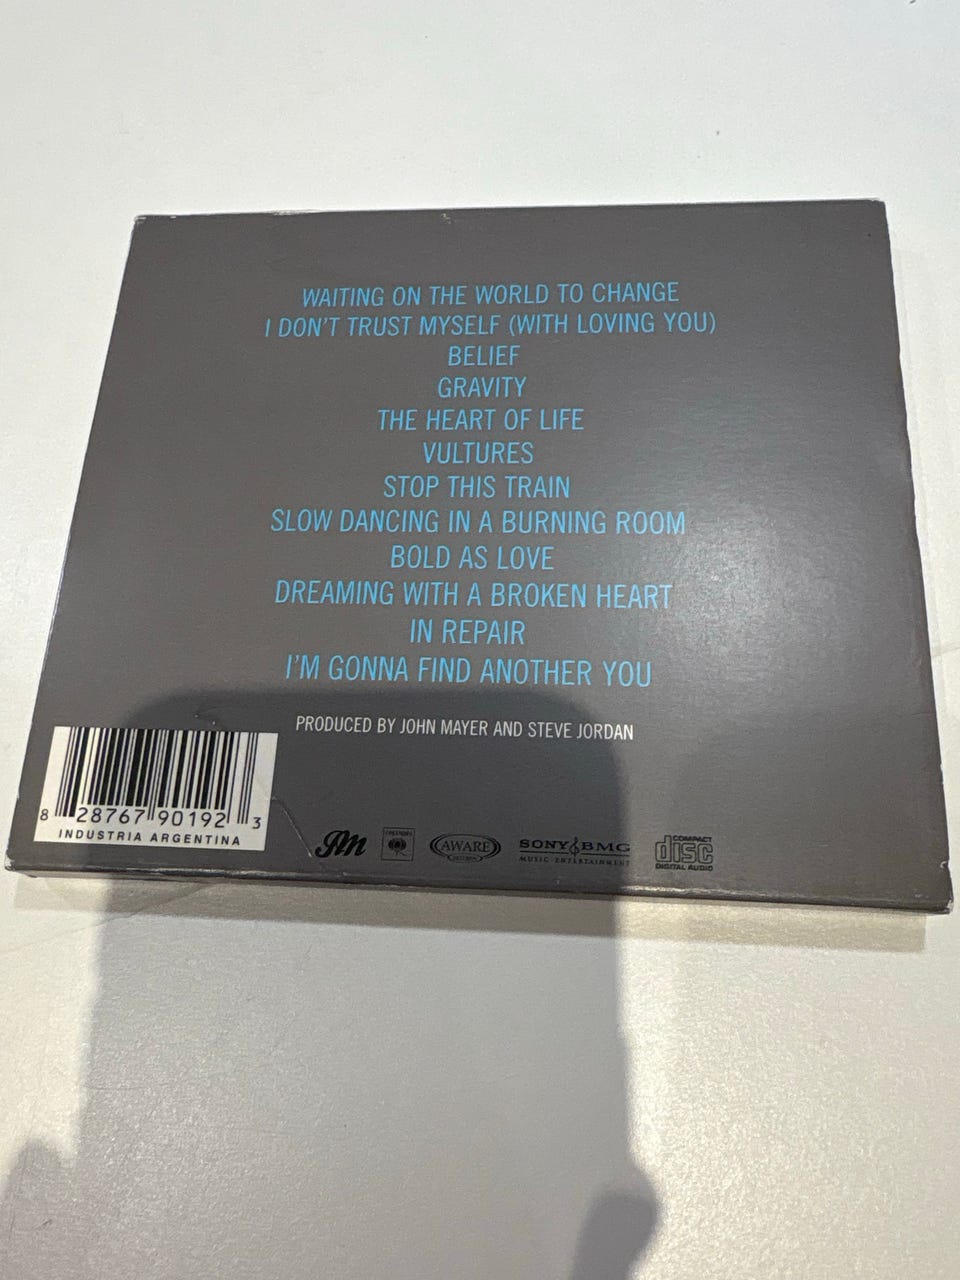 WAITING ON THE WORLD TO CHANGE
I DON'T TRUST MYSELF (WITH LOVING YOU)
BELIEF
GRAVITY
THE HEART OF LIFE
VULTURES
STOP THIS TRAIN
SLOW DANCING IN A BURNING ROOM
BOLD AS LOVE
DREAMING WITH A BROKEN HEART
IN REPAIR
I'M GONNA FIND ANOTHER YOU
PRODUCED BY JOHN MAYER AND STEVE JORDAN
8 28767 90192 3
INDUSTRIA ARGENTINA
JM
COLUMBIA
AWARE
RECORDS
SONY BMG
MUSIC ENTERTAINMENT
COMPACT
disc
DIGITAL AUDIO